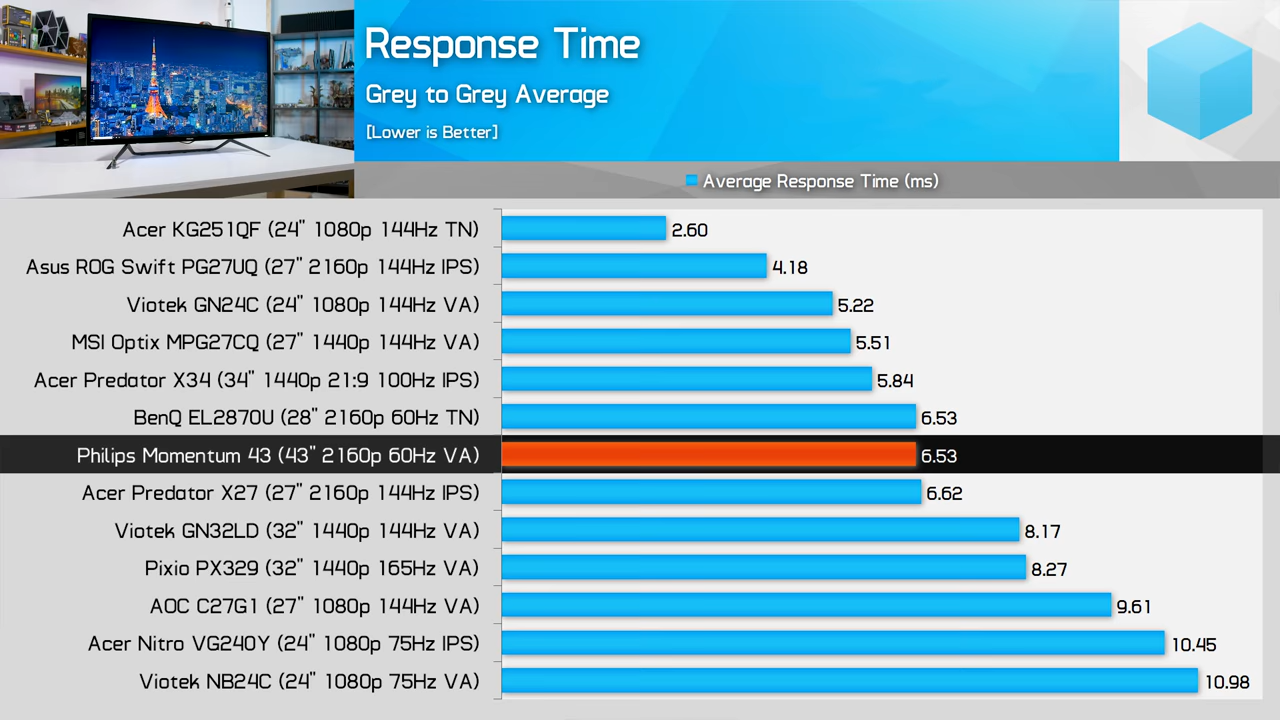 Response Time
Grey to Grey Average
[Lower is Better]
Average Response Time (ms)
Acer KG251QF (24" 1080p 144Hz TN) 2.60
Asus ROG Swift PG27UQ (27" 2160p 144Hz IPS) 4.18
Viotek GN24C (24" 1080p 144Hz VA) 5.22
MSI Optix MPG27CQ (27" 1440p 144Hz VA) 5.51
Acer Predator X34 (34" 1440p 21:9 100Hz IPS) 5.84
BenQ EL2870U (28" 2160p 60Hz TN) 6.53
Philips Momentum 43 (43" 2160p 60Hz VA) 6.53
Acer Predator X27 (27" 2160p 144Hz IPS) 6.62
Viotek GN32LD (32" 1440p 144Hz VA) 8.17
Pixio PX329 (32" 1440p 165Hz VA) 8.27
AOC C27G1 (27" 1080p 144Hz VA) 9.61
Acer Nitro VG240Y (24" 1080p 75Hz IPS) 10.45
Viotek NB24C (24" 1080p 75Hz VA) 10.98